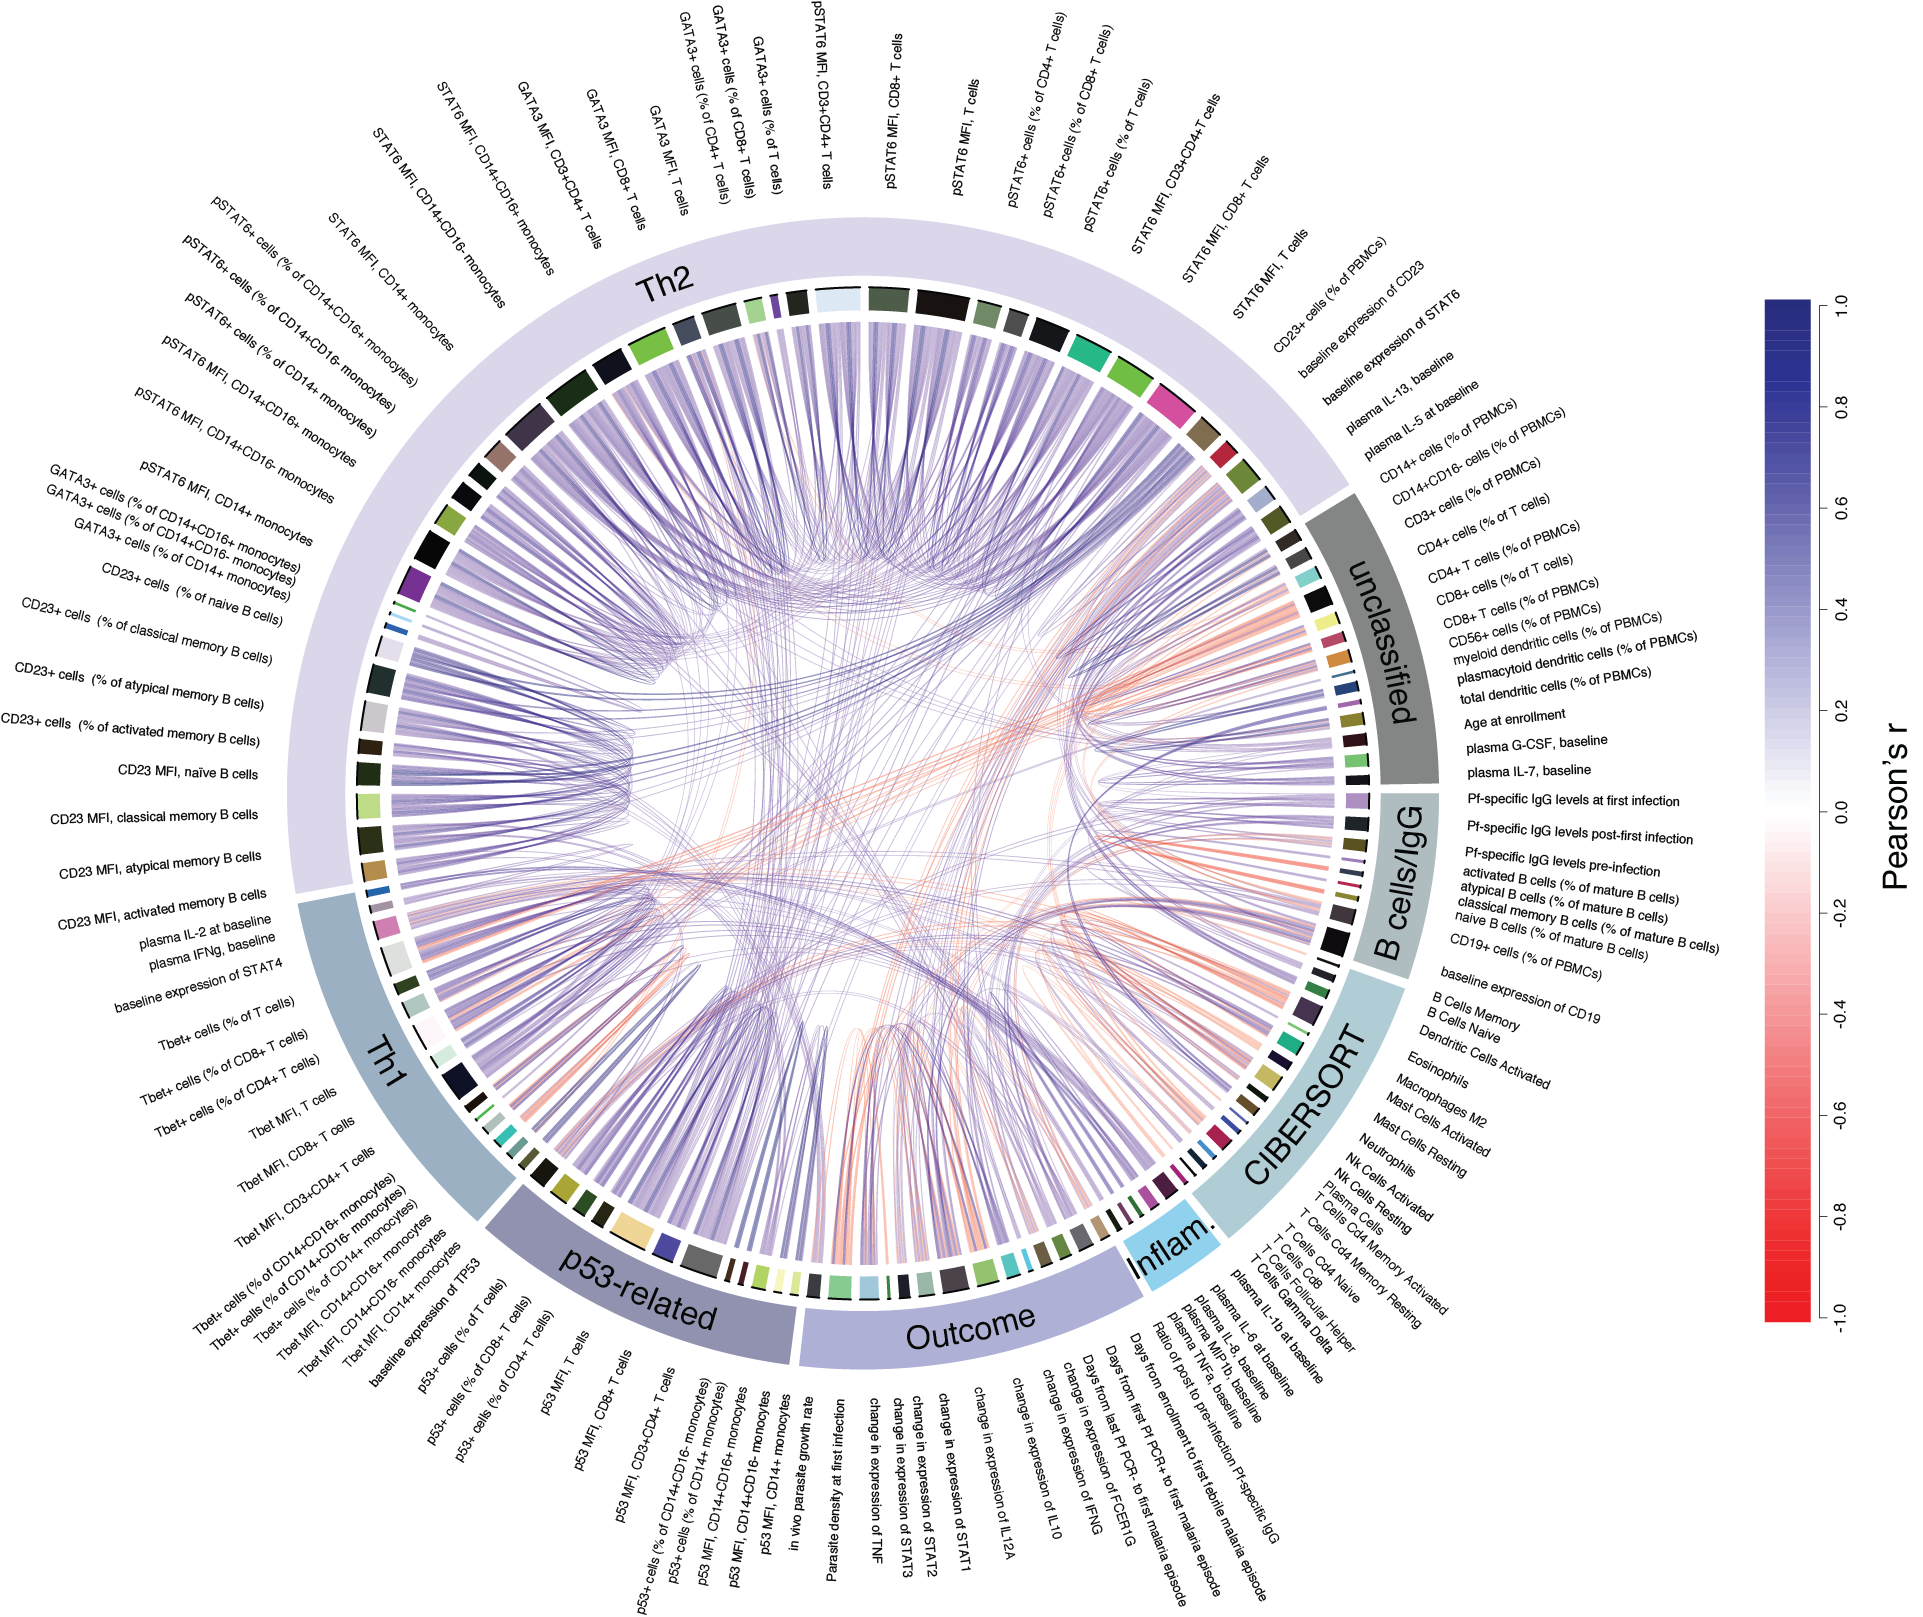 GATA3+ cells (% of CD4+ T cells)
GATA3+ cells (% of CD8+ T cells)
GATA3+ cells (% of T cells)
pSTAT6 MFI, CD3+CD4+ T cells
pSTAT6 MFI, CD8+ T cells
pSTAT6 MFI, T cells
pSTAT6+ cells (% of CD4+ T cells)
pSTAT6+ cells (% of CD8+ T cells)
pSTAT6+ cells (% of T cells)
STAT6 MFI, CD3+CD4+T cells
STAT6 MFI, CD8+ T cells
STAT6 MFI, T cells
CD23+ cells (% of PBMCs)
baseline expression of CD23
baseline expression of STAT6
plasma IL-13, baseline
plasma IL-5 at baseline
CD14+ cells (% of PBMCs)
CD14+CD16- cells (% of PBMCs)
CD3+ cells (% of PBMCs)
CD4+ cells (% of T cells)
CD4+ T cells (% of PBMCs)
CD8+ cells (% of T cells)
CD8+ T cells (% of PBMCs)
CD56+ cells (% of PBMCs)
myeloid dendritic cells (% of PBMCs)
plasmacytoid dendritic cells (% of PBMCs)
total dendritic cells (% of PBMCs)
Age at enrollment
plasma G-CSF, baseline
plasma IL-7, baseline
Pf-specific IgG levels at first infection
Pf-specific IgG levels post-first infection
Pf-specific IgG levels pre-infection
activated B cells (% of mature B cells)
atypical B cells (% of mature B cells)
classical memory B cells (% of mature B cells)
naive B cells (% of mature B cells)
CD19+ cells (% of PBMCs)
baseline expression of CD19
B Cells Memory
B Cells Naive
Dendritic Cells Activated
Eosinophils
Macrophages M2
Mast Cells Activated
Mast Cells Resting
Neutrophils
Nk Cells Activated
Nk Cells Resting
Plasma Cells
T Cells Cd4 Memory Activated
T Cells Cd4 Memory Resting
T Cells Cd4 Naive
T Cells Cd8
T Cells Follicular Helper
T Cells Gamma Delta
plasma IL-1b at baseline
plasma IL-6 at baseline
plasma IL-8, baseline
plasma MIP1b, baseline
plasma TNFa, baseline
Ratio of post to pre-infection Pf-specific IgG
Days from enrollment to first febrile malaria episode
Days from first Pf PCR+ to first malaria episode
Days from last Pf PCR- to first malaria episode
change in expression of FCER1G
change in expression of IFNG
change in expression of IL10
change in expression of IL12A
change in expression of STAT1
change in expression of STAT2
change in expression of STAT3
change in expression of TNF
Parasite density at first infection
in vivo parasite growth rate
p53 MFI, CD14+ monocytes
p53 MFI, CD14+CD16- monocytes
p53 MFI, CD14+CD16+ monocytes
p53+ cells (% of CD14+ monocytes)
p53+ cells (% of CD14+CD16- monocytes)
p53 MFI, CD3+CD4+ T cells
p53 MFI, CD8+ T cells
p53 MFI, T cells
p53+ cells (% of CD4+ T cells)
p53+ cells (% of CD8+ T cells)
p53+ cells (% of T cells)
baseline expression of TP53
Tbet MFI, CD14+ monocytes
Tbet MFI, CD14+CD16- monocytes
Tbet MFI, CD14+CD16+ monocytes
Tbet+ cells (% of CD14+ monocytes)
Tbet+ cells (% of CD14+CD16- monocytes)
Tbet+ cells (% of CD14+CD16+ monocytes)
Tbet MFI, CD3+CD4+ T cells
Tbet MFI, CD8+ T cells
Tbet MFI, T cells
Tbet+ cells (% of CD4+ T cells)
Tbet+ cells (% of CD8+ T cells)
Tbet+ cells (% of T cells)
baseline expression of STAT4
plasma IFNg, baseline
plasma IL-2 at baseline
CD23 MFI, activated memory B cells
CD23 MFI, atypical memory B cells
CD23 MFI, classical memory B cells
CD23 MFI, naïve B cells
CD23+ cells (% of activated memory B cells)
CD23+ cells (% of atypical memory B cells)
CD23+ cells (% of classical memory B cells)
CD23+ cells (% of naive B cells)
GATA3+ cells (% of CD14+ monocytes)
GATA3+ cells (% of CD14+CD16- monocytes)
GATA3+ cells (% of CD14+CD16+ monocytes)
pSTAT6 MFI, CD14+ monocytes
pSTAT6 MFI, CD14+CD16- monocytes
pSTAT6 MFI, CD14+CD16+ monocytes
pSTAT6+ cells (% of CD14+ monocytes)
pSTAT6+ cells (% of CD14+CD16- monocytes)
pSTAT6+ cells (% of CD14+CD16+ monocytes)
STAT6 MFI, CD14+ monocytes
STAT6 MFI, CD14+CD16- monocytes
STAT6 MFI, CD14+CD16+ monocytes
GATA3 MFI, CD3+CD4+ T cells
GATA3 MFI, CD8+ T cells
GATA3 MFI, T cells
Th2
unclassified
B cells/IgG
CIBERSORT
Inflam.
Outcome
p53-related
Th1
1.0
0.8
0.6
0.4
0.2
0.0
-0.2
-0.4
-0.6
-0.8
-1.0
Pearson's r